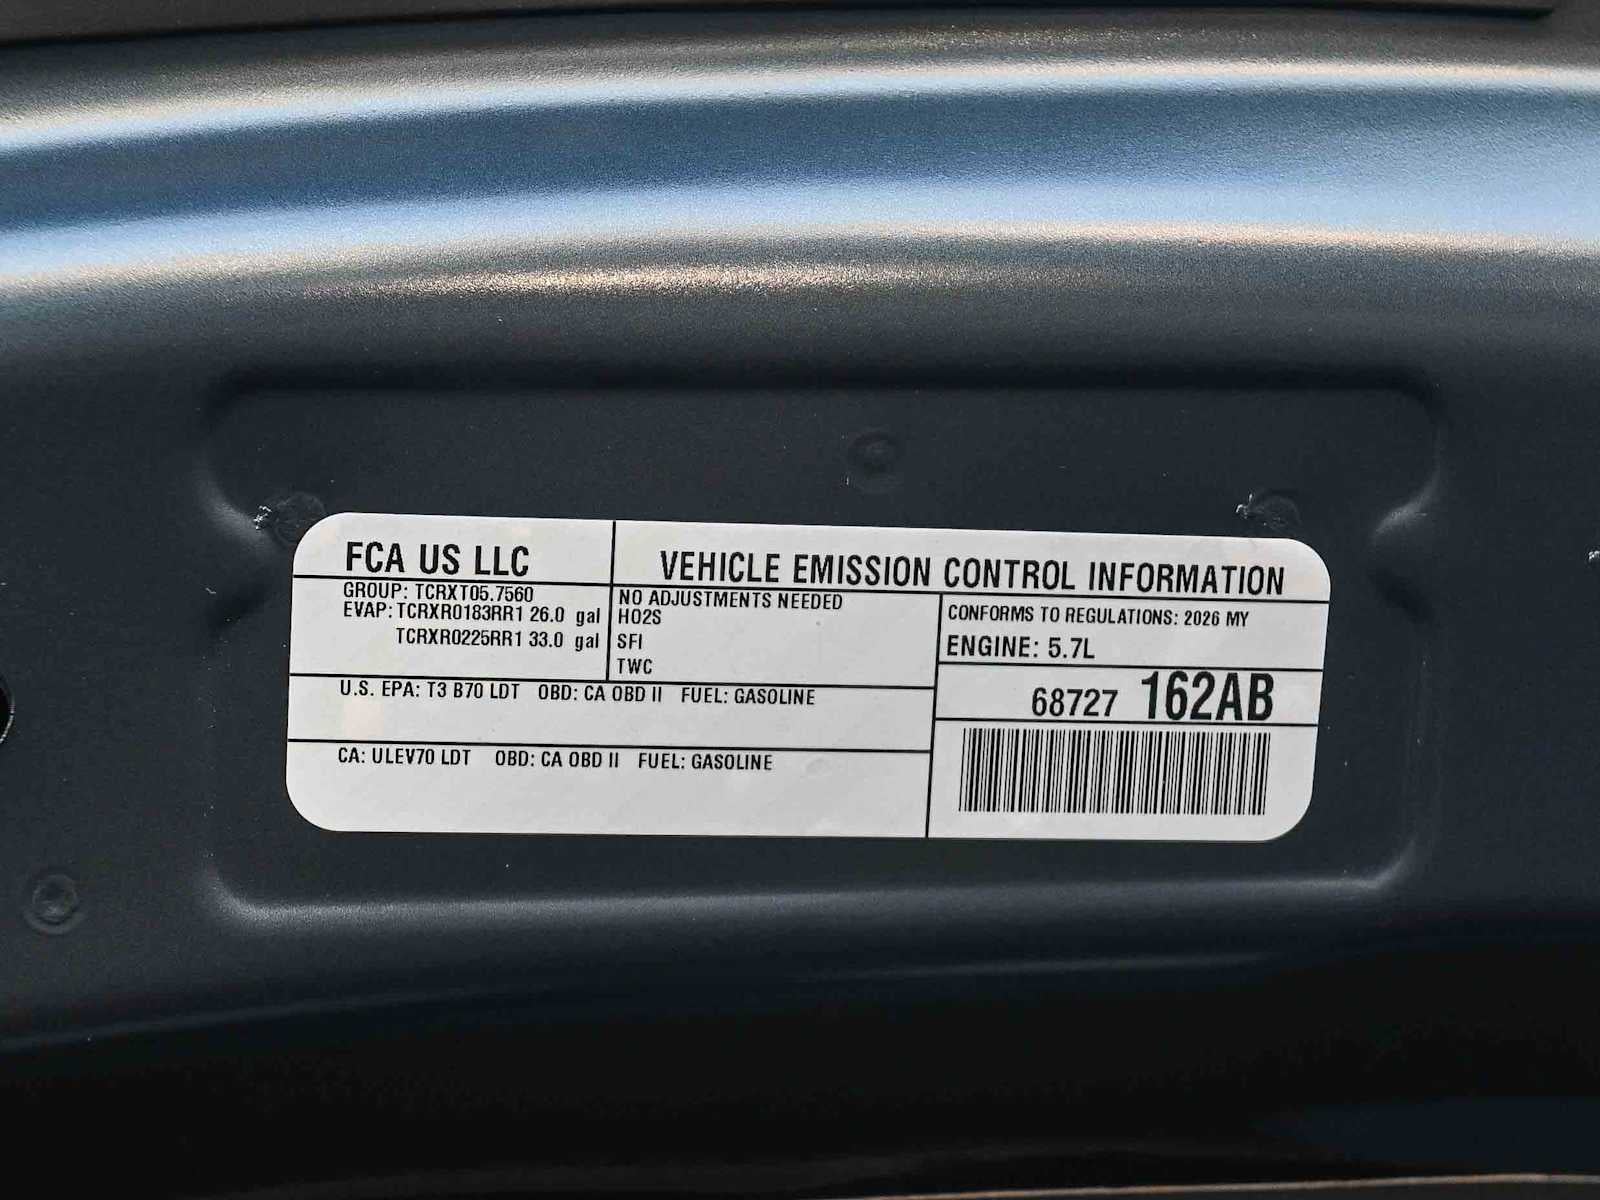 FCA US LLC
VEHICLE EMISSION CONTROL INFORMATION
GROUP: TCRXT05.7560
EVAP: TCRXR0183RR1 26.0 gal
TCRXR0225RR1 33.0 gal
NO ADJUSTMENTS NEEDED
HO2S
SFI
TWC
CONFORMS TO REGULATIONS: 2026 MY
ENGINE: 5.7L
68727 162AB
U.S. EPA: T3 B70 LDT OBD: CA OBD II FUEL: GASOLINE
CA: ULEV70 LDT OBD: CA OBD II FUEL: GASOLINE